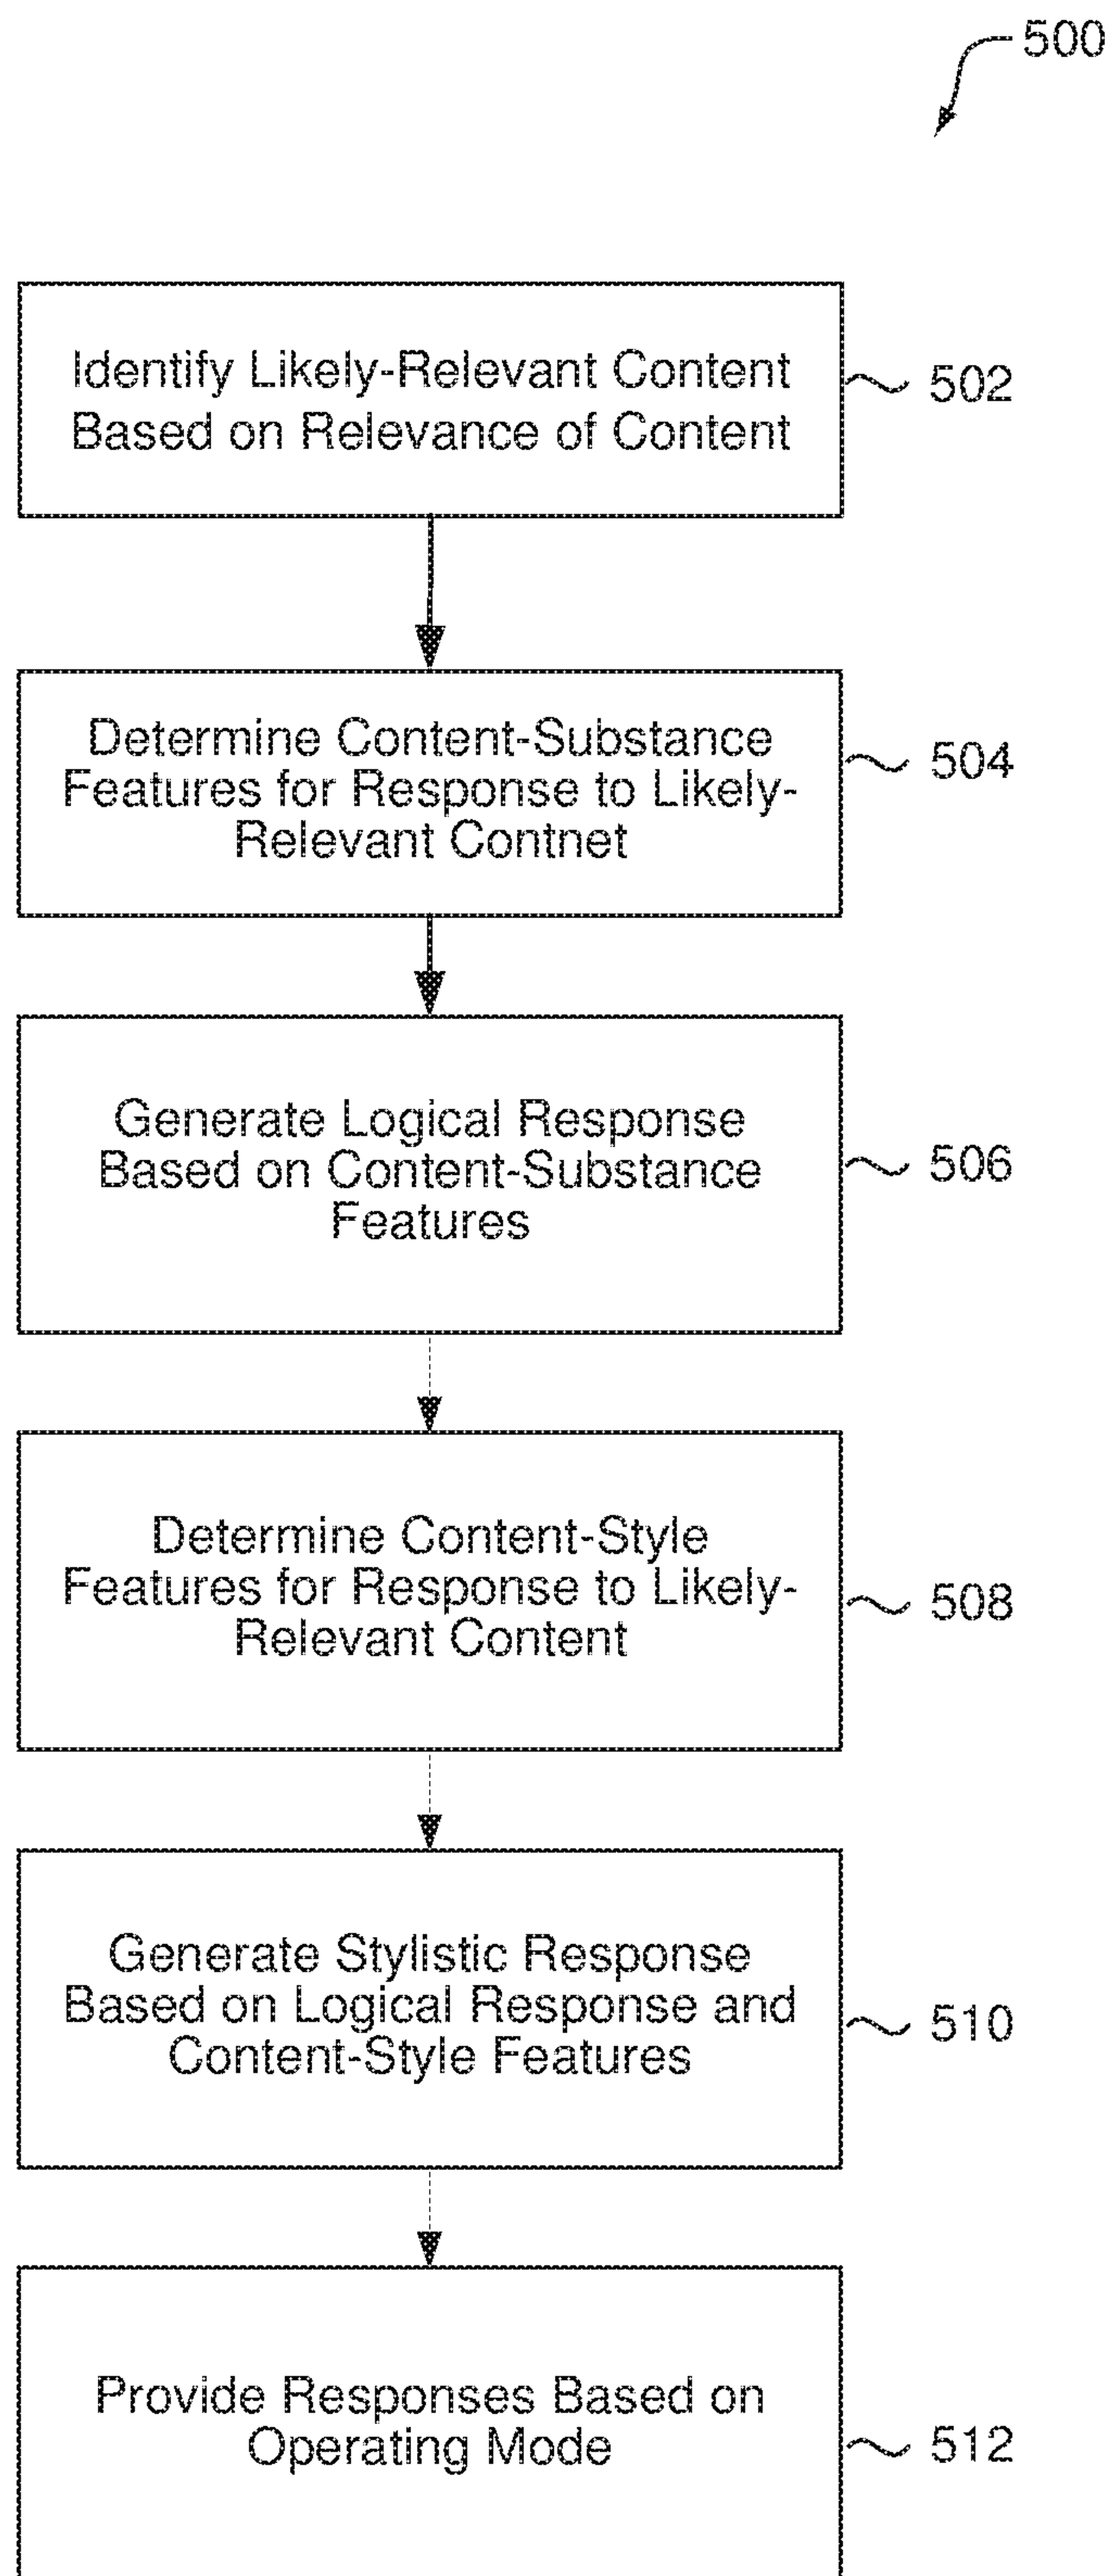 500
Identify Likely-Relevant Content
Based on Relevance of Content
502
Determine Content-Substance
Features for Response to Likely-
Relevant Contnet
504
Generate Logical Response
Based on Content-Substance
Features
506
Determine Content-Style
Features for Response to Likely-
Relevant Content
508
Generate Stylistic Response
Based on Logical Response and
Content-Style Features
510
Provide Responses Based on
Operating Mode
512